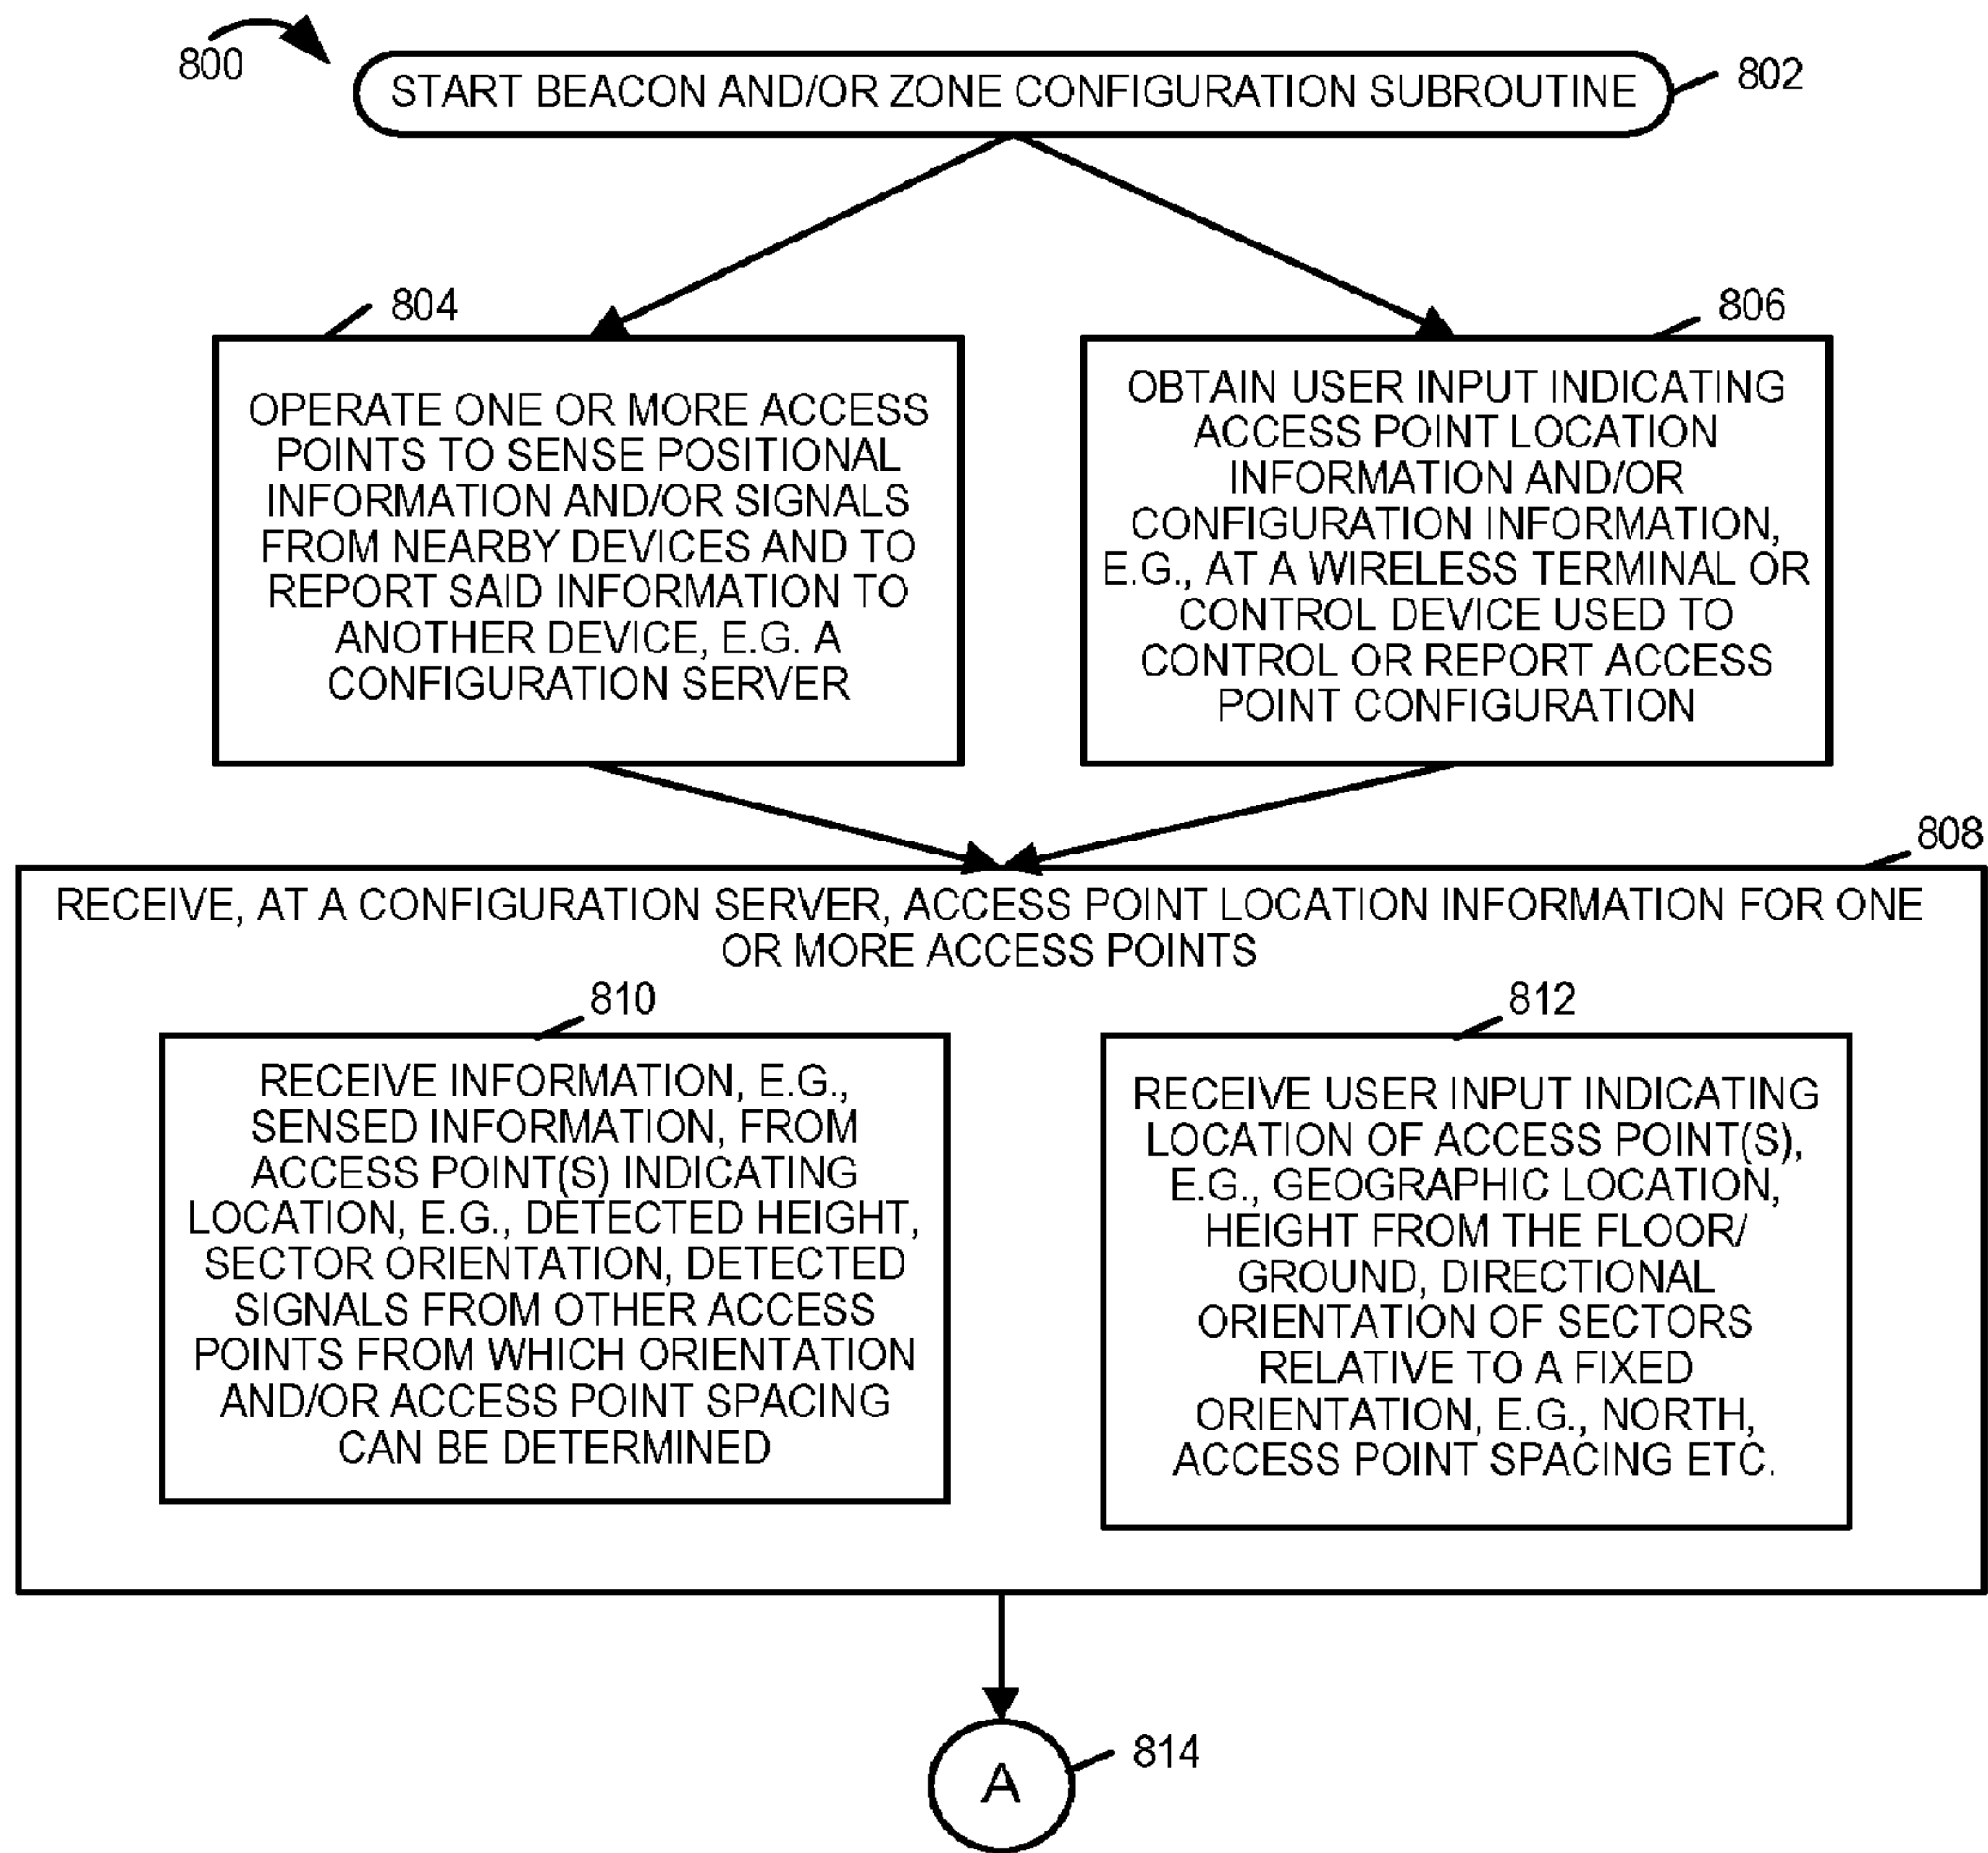 800
START BEACON AND/OR ZONE CONFIGURATION SUBROUTINE
802
804
OPERATE ONE OR MORE ACCESS
POINTS TO SENSE POSITIONAL
INFORMATION AND/OR SIGNALS
FROM NEARBY DEVICES AND TO
REPORT SAID INFORMATION TO
ANOTHER DEVICE, E.G. A
CONFIGURATION SERVER
806
OBTAIN USER INPUT INDICATING
ACCESS POINT LOCATION
INFORMATION AND/OR
CONFIGURATION INFORMATION,
E.G., AT A WIRELESS TERMINAL OR
CONTROL DEVICE USED TO
CONTROL OR REPORT ACCESS
POINT CONFIGURATION
808
RECEIVE, AT A CONFIGURATION SERVER, ACCESS POINT LOCATION INFORMATION FOR ONE
OR MORE ACCESS POINTS
810
RECEIVE INFORMATION, E.G.,
SENSED INFORMATION, FROM
ACCESS POINT(S) INDICATING
LOCATION, E.G., DETECTED HEIGHT,
SECTOR ORIENTATION, DETECTED
SIGNALS FROM OTHER ACCESS
POINTS FROM WHICH ORIENTATION
AND/OR ACCESS POINT SPACING
CAN BE DETERMINED
812
RECEIVE USER INPUT INDICATING
LOCATION OF ACCESS POINT(S),
E.G., GEOGRAPHIC LOCATION,
HEIGHT FROM THE FLOOR/
GROUND, DIRECTIONAL
ORIENTATION OF SECTORS
RELATIVE TO A FIXED
ORIENTATION, E.G., NORTH,
ACCESS POINT SPACING ETC.
A
814